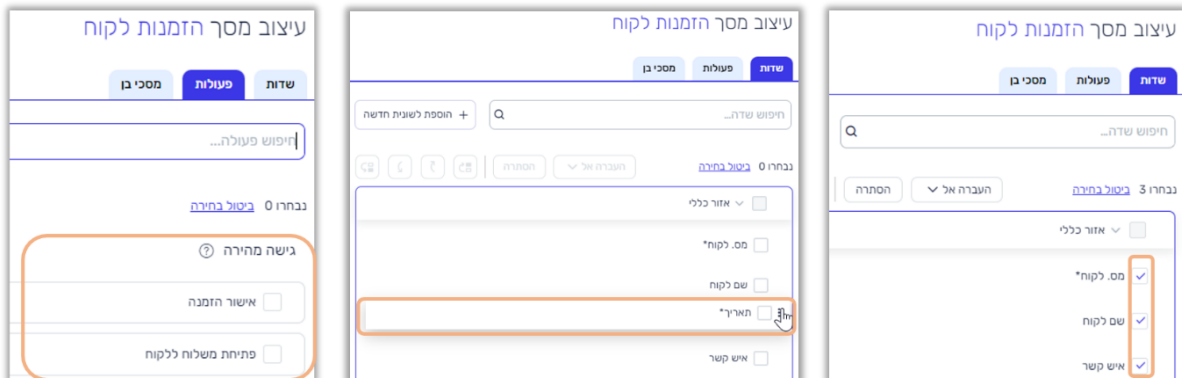 עיצוב מסך הזמנות לקוח
שדות
פעולות
מסכי בן
חיפוש שדה...
נבחרו 3 ביטול בחירה
העברה אל
הסתרה
אזור כללי
מס. לקוח*
שם לקוח
איש קשר
עיצוב מסך הזמנות לקוח
שדות
פעולות
מסכי בן
חיפוש שדה...
+ הוספת לשונית חדשה
נבחרו 0 ביטול בחירה
העברה אל
הסתרה
אזור כללי
מס. לקוח*
שם לקוח
תאריך*
איש קשר
עיצוב מסך הזמנות לקוח
שדות
פעולות
מסכי בן
חיפוש פעולה...
נבחרו 0 ביטול בחירה
גישה מהירה ?
אישור הזמנה
פתיחת משלוח ללקוח